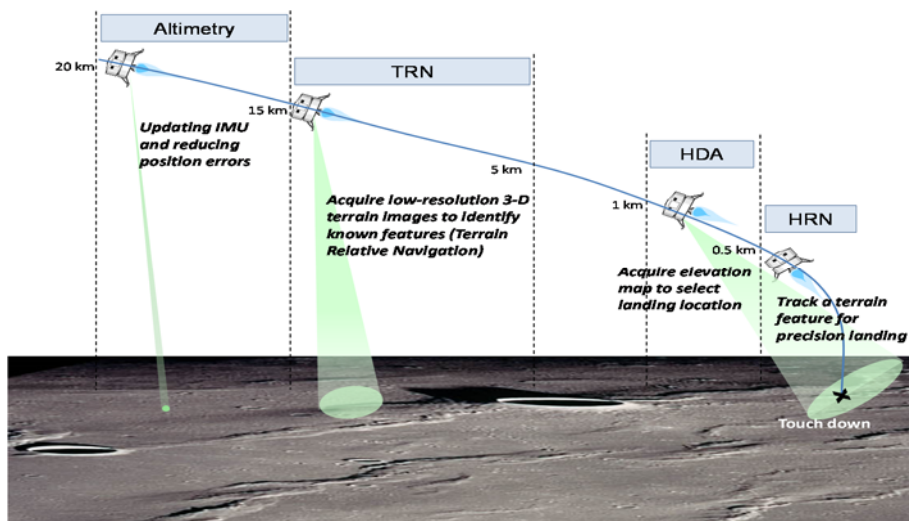 Altimetry
TRN
20 km
15 km
Updating IMU
and reducing
position errors
5 km
HDA
Acquire low-resolution 3-D
terrain images to identify
known features (Terrain
Relative Navigation)
1 km
HRN
0.5 km
Acquire elevation
map to select
landing location
Track a terrain
feature for
precision landing
Touch down